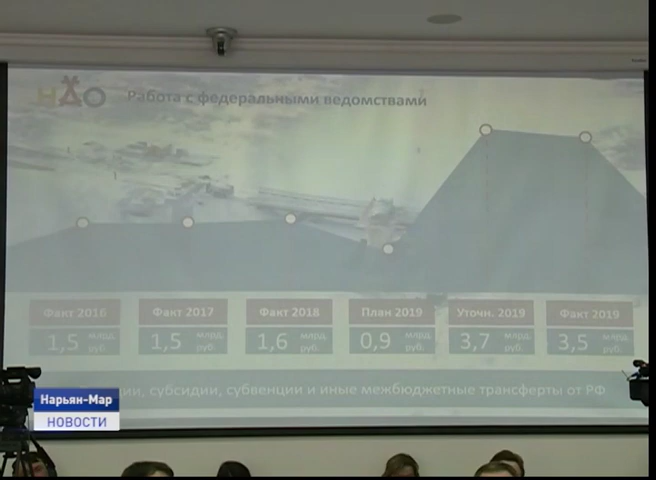 НДО
Работа с федеральными ведомствами
Факт 2016
Факт 2017
Факт 2018
План 2019
Уточн. 2019
Факт 2019
1,5 млрд. руб.
1,5 млрд. руб.
1,6 млрд. руб.
0,9 млрд. руб.
3,7 млрд. руб.
3,5 млрд. руб.
субсидии, субвенции и иные межбюджетные трансферты от РФ
Нарьян-Мар
НОВОСТИ